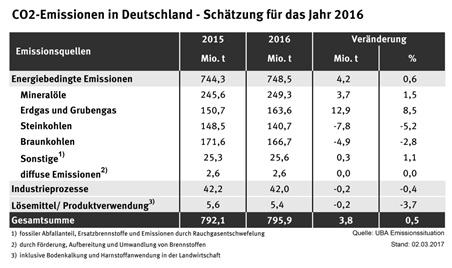 CO2-Emissionen in Deutschland - Schätzung für das Jahr 2016
Emissionsquellen 2015 2016 Veränderung
Mio. t Mio. t Mio. t %
Energiebedingte Emissionen 744,3 748,5 4,2 0,6
Mineralöle 245,6 249,3 3,7 1,5
Erdgas und Grubengas 150,7 163,6 12,9 8,5
Steinkohlen 148,5 140,7 -7,8 -5,2
Braunkohlen 171,6 166,7 -4,9 -2,8
Sonstige1) 25,3 25,6 0,3 1,1
diffuse Emissionen2) 2,6 2,6 0,0 0,0
Industrieprozesse 42,2 42,0 -0,2 -0,4
Lösemittel/ Produktverwendung3) 5,6 5,4 -0,2 -3,7
Gesamtsumme 792,1 795,9 3,8 0,5
1) fossiler Abfallanteil, Ersatzbrennstoffe und Emissionen durch Rauchgasentschwefelung Quelle: UBA Emissionssituation
2) durch Förderung, Aufbereitung und Umwandlung von Brennstoffen Stand: 02.03.2017
3) inklusive Bodenkalkung und Harnstoffanwendung in der Landwirtschaft